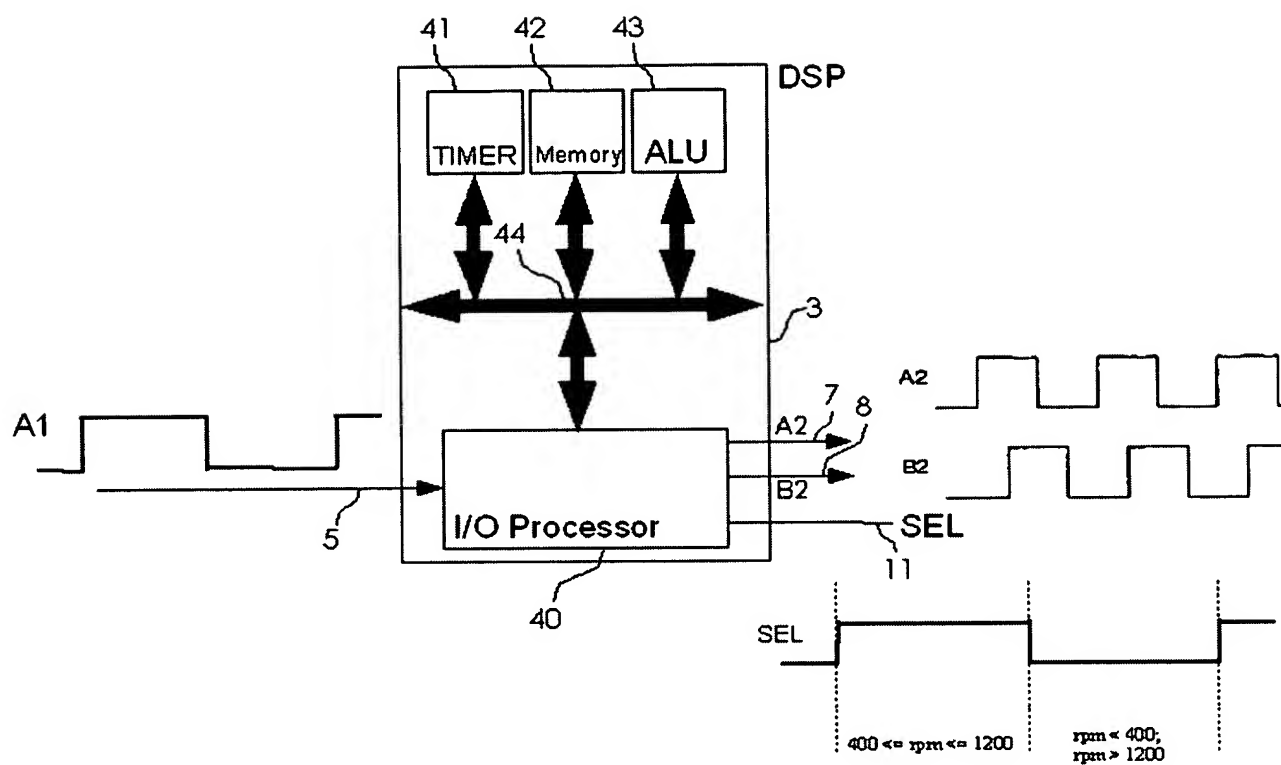 41
42
43
DSP
TIMER
Memory
ALU
44
3
A1
A2
7
8
A2
B2
B2
5
I/O Processor
SEL
11
40
SEL
400 <= rpm <= 1200
rpm < 400;
rpm > 1200